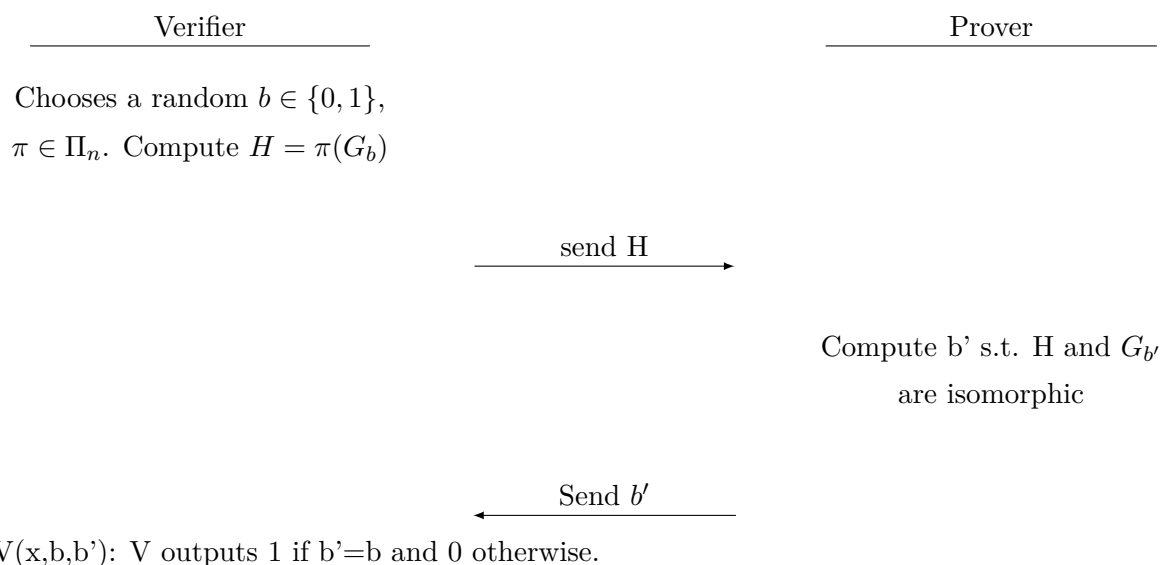 Verifier
Prover
Chooses a random b ∈ {0, 1},
π ∈ Πₙ. Compute H = π(G_b)
send H
Compute b' s.t. H and G_{b'}
are isomorphic
Send b′
V(x,b,b'): V outputs 1 if b'=b and 0 otherwise.